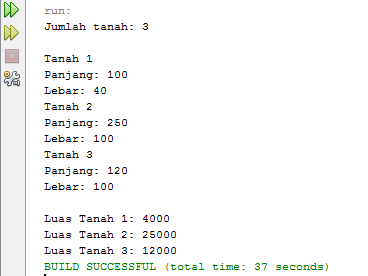 run:
Jumlah tanah: 3
Tanah 1
Panjang: 100
Lebar: 40
Tanah 2
Panjang: 250
Lebar: 100
Tanah 3
Panjang: 120
Lebar: 100
Luas Tanah 1: 4000
Luas Tanah 2: 25000
Luas Tanah 3: 12000
BUILD SUCCESSFUL (total time: 37 seconds)